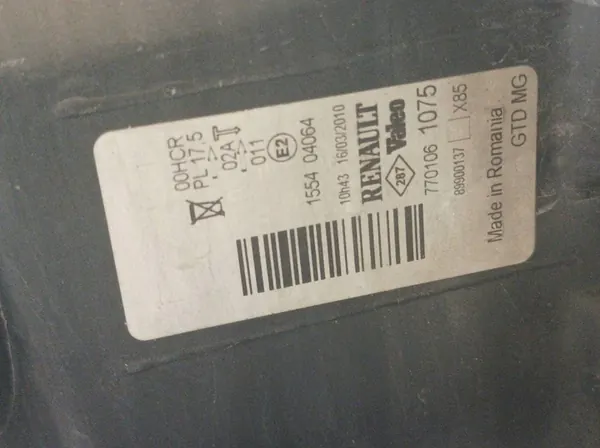 00HCR
PL 17.5
02A
011
E2
1554 04064
10h43 16/03/2010
RENAULT
287 Valeo
770106 1075
89900137 X85
Made in Romania
GTD MG